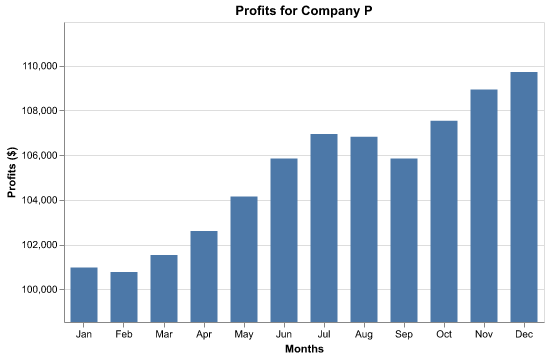 Profits for Company P
Profits ($)
110,000
108,000
106,000
104,000
102,000
100,000
Jan Feb Mar Apr May Jun Jul Aug Sep Oct Nov Dec
Months